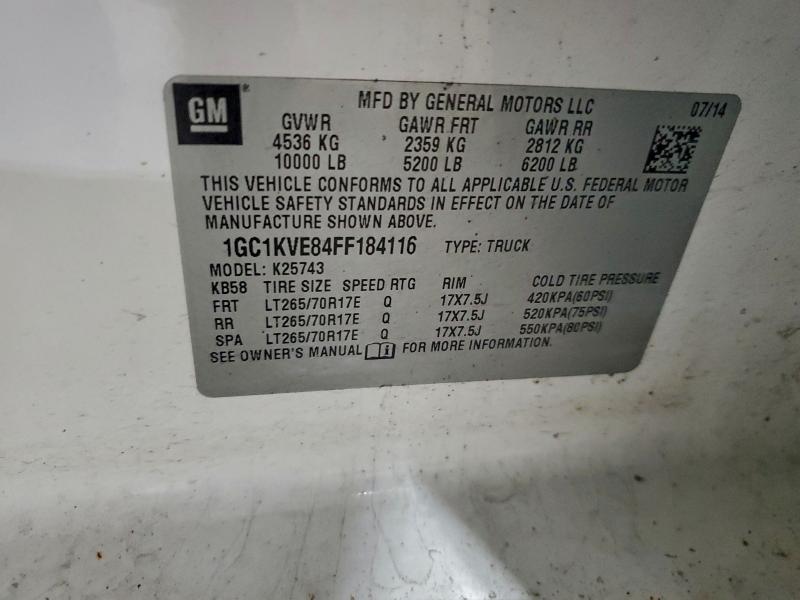 GM ® MFD BY GENERAL MOTORS LLC 07/14
GVWR GAWR FRT GAWR RR
4536 KG 2359 KG 2812 KG
10000 LB 5200 LB 6200 LB
THIS VEHICLE CONFORMS TO ALL APPLICABLE U.S. FEDERAL MOTOR
VEHICLE SAFETY STANDARDS IN EFFECT ON THE DATE OF
MANUFACTURE SHOWN ABOVE.
1GC1KVE84FF184116 TYPE: TRUCK
MODEL: K25743
KB58 TIRE SIZE SPEED RTG RIM COLD TIRE PRESSURE
FRT LT265/70R17E Q 17X7.5J 420KPA(60PSI)
RR LT265/70R17E Q 17X7.5J 520KPA(75PSI)
SPA LT265/70R17E Q 17X7.5J 550KPA(80PSI)
SEE OWNER'S MANUAL i FOR MORE INFORMATION.